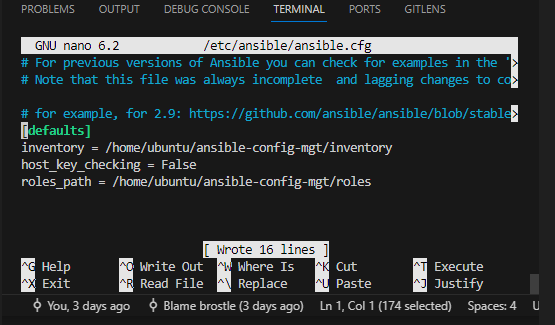 PROBLEMS OUTPUT DEBUG CONSOLE TERMINAL PORTS GITLENS
GNU nano 6.2 /etc/ansible/ansible.cfg
# For previous versions of Ansible you can check for examples in the '>
# Note that this file was always incomplete  and lagging changes to co>
# for example, for 2.9: https://github.com/ansible/ansible/blob/stable>
[defaults]
inventory = /home/ubuntu/ansible-config-mgt/inventory
host_key_checking = False
roles_path = /home/ubuntu/ansible-config-mgt/roles
[ Wrote 16 lines ]
^G Help ^O Write Out ^W Where Is ^K Cut ^T Execute
^X Exit ^R Read File ^\ Replace ^U Paste ^J Justify
You, 3 days ago Blame brostle (3 days ago) Ln 1, Col 1 (174 selected) Spaces: 4 U